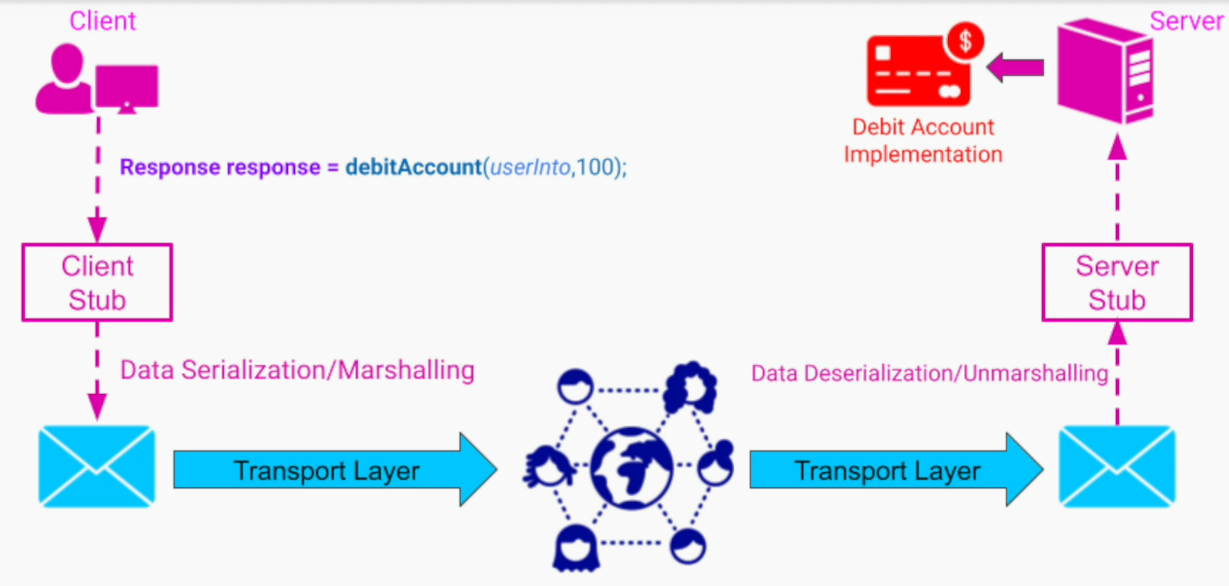 Client
Server
Debit Account
Implementation
Response response = debitAccount(userInto,100);
Client
Stub
Server
Stub
Data Serialization/Marshalling
Data Deserialization/Unmarshalling
Transport Layer
Transport Layer